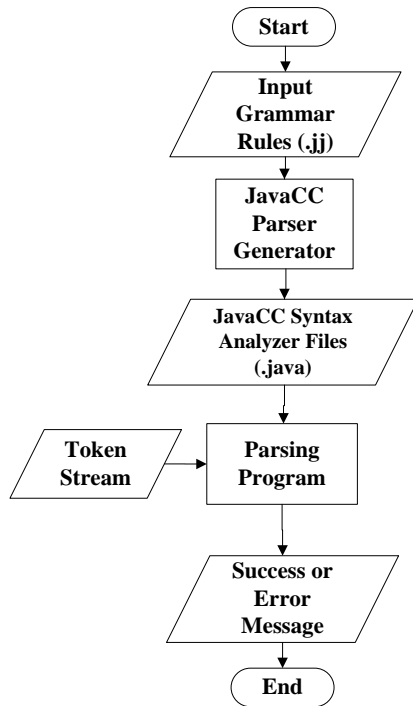 Start
Input
Grammar
Rules (.jj)
JavaCC
Parser
Generator
JavaCC Syntax
Analyzer Files
(.java)
Token
Stream
Parsing
Program
Success or
Error
Message
End